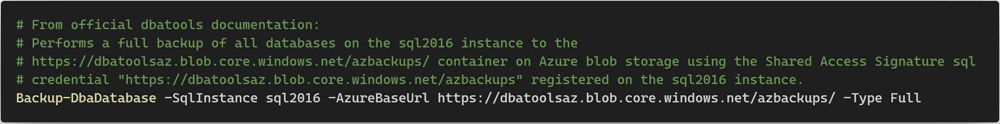 # From official dbatools documentation:
# Performs a full backup of all databases on the sql2016 instance to the
# https://dbatoolsaz.blob.core.windows.net/azbackups/ container on Azure blob storage using the Shared Access Signature sql
# credential "https://dbatoolsaz.blob.core.windows.net/azbackups" registered on the sql2016 instance.
Backup-DbaDatabase -SqlInstance sql2016 -AzureBaseUrl https://dbatoolsaz.blob.core.windows.net/azbackups/ -Type Full